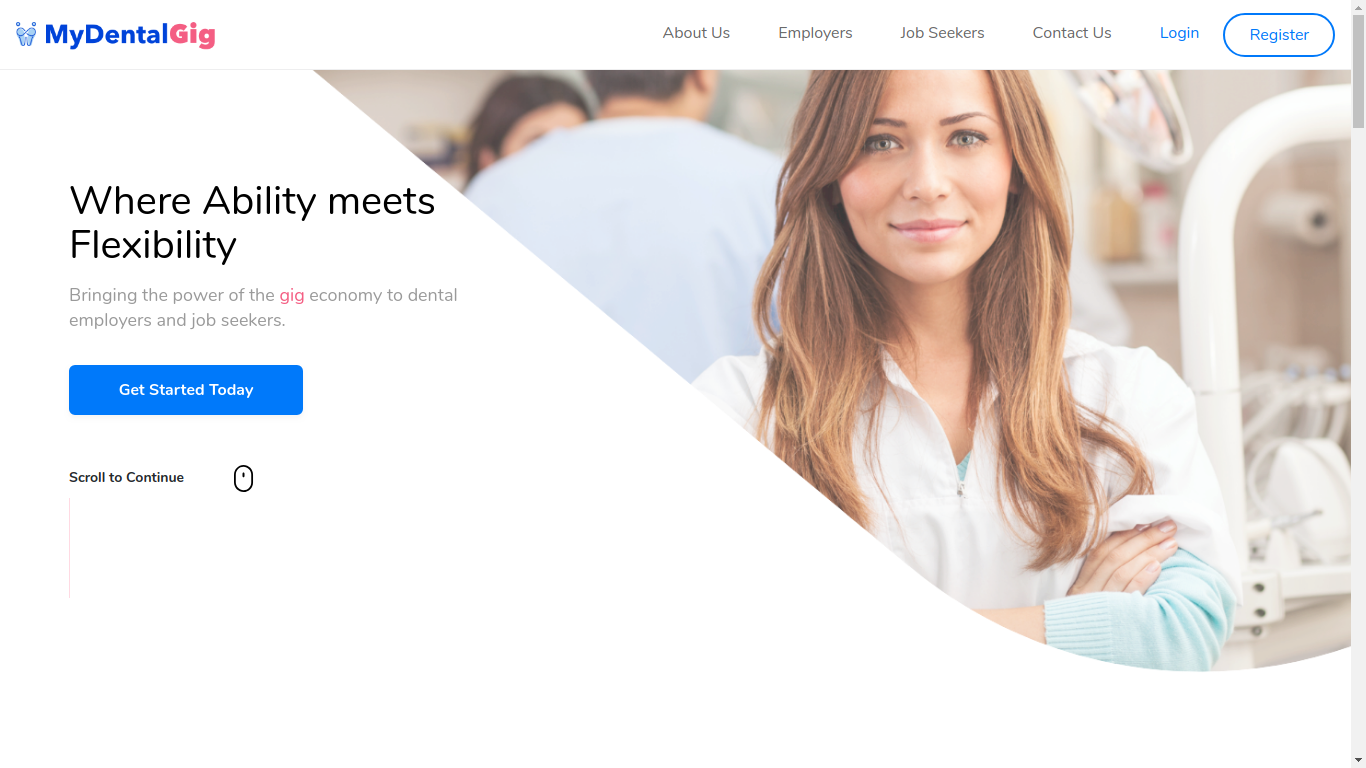 MyDentalGig
About Us
Employers
Job Seekers
Contact Us
Login
Register
Where Ability meets
Flexibility
Bringing the power of the gig economy to dental
employers and job seekers.
Get Started Today
Scroll to Continue